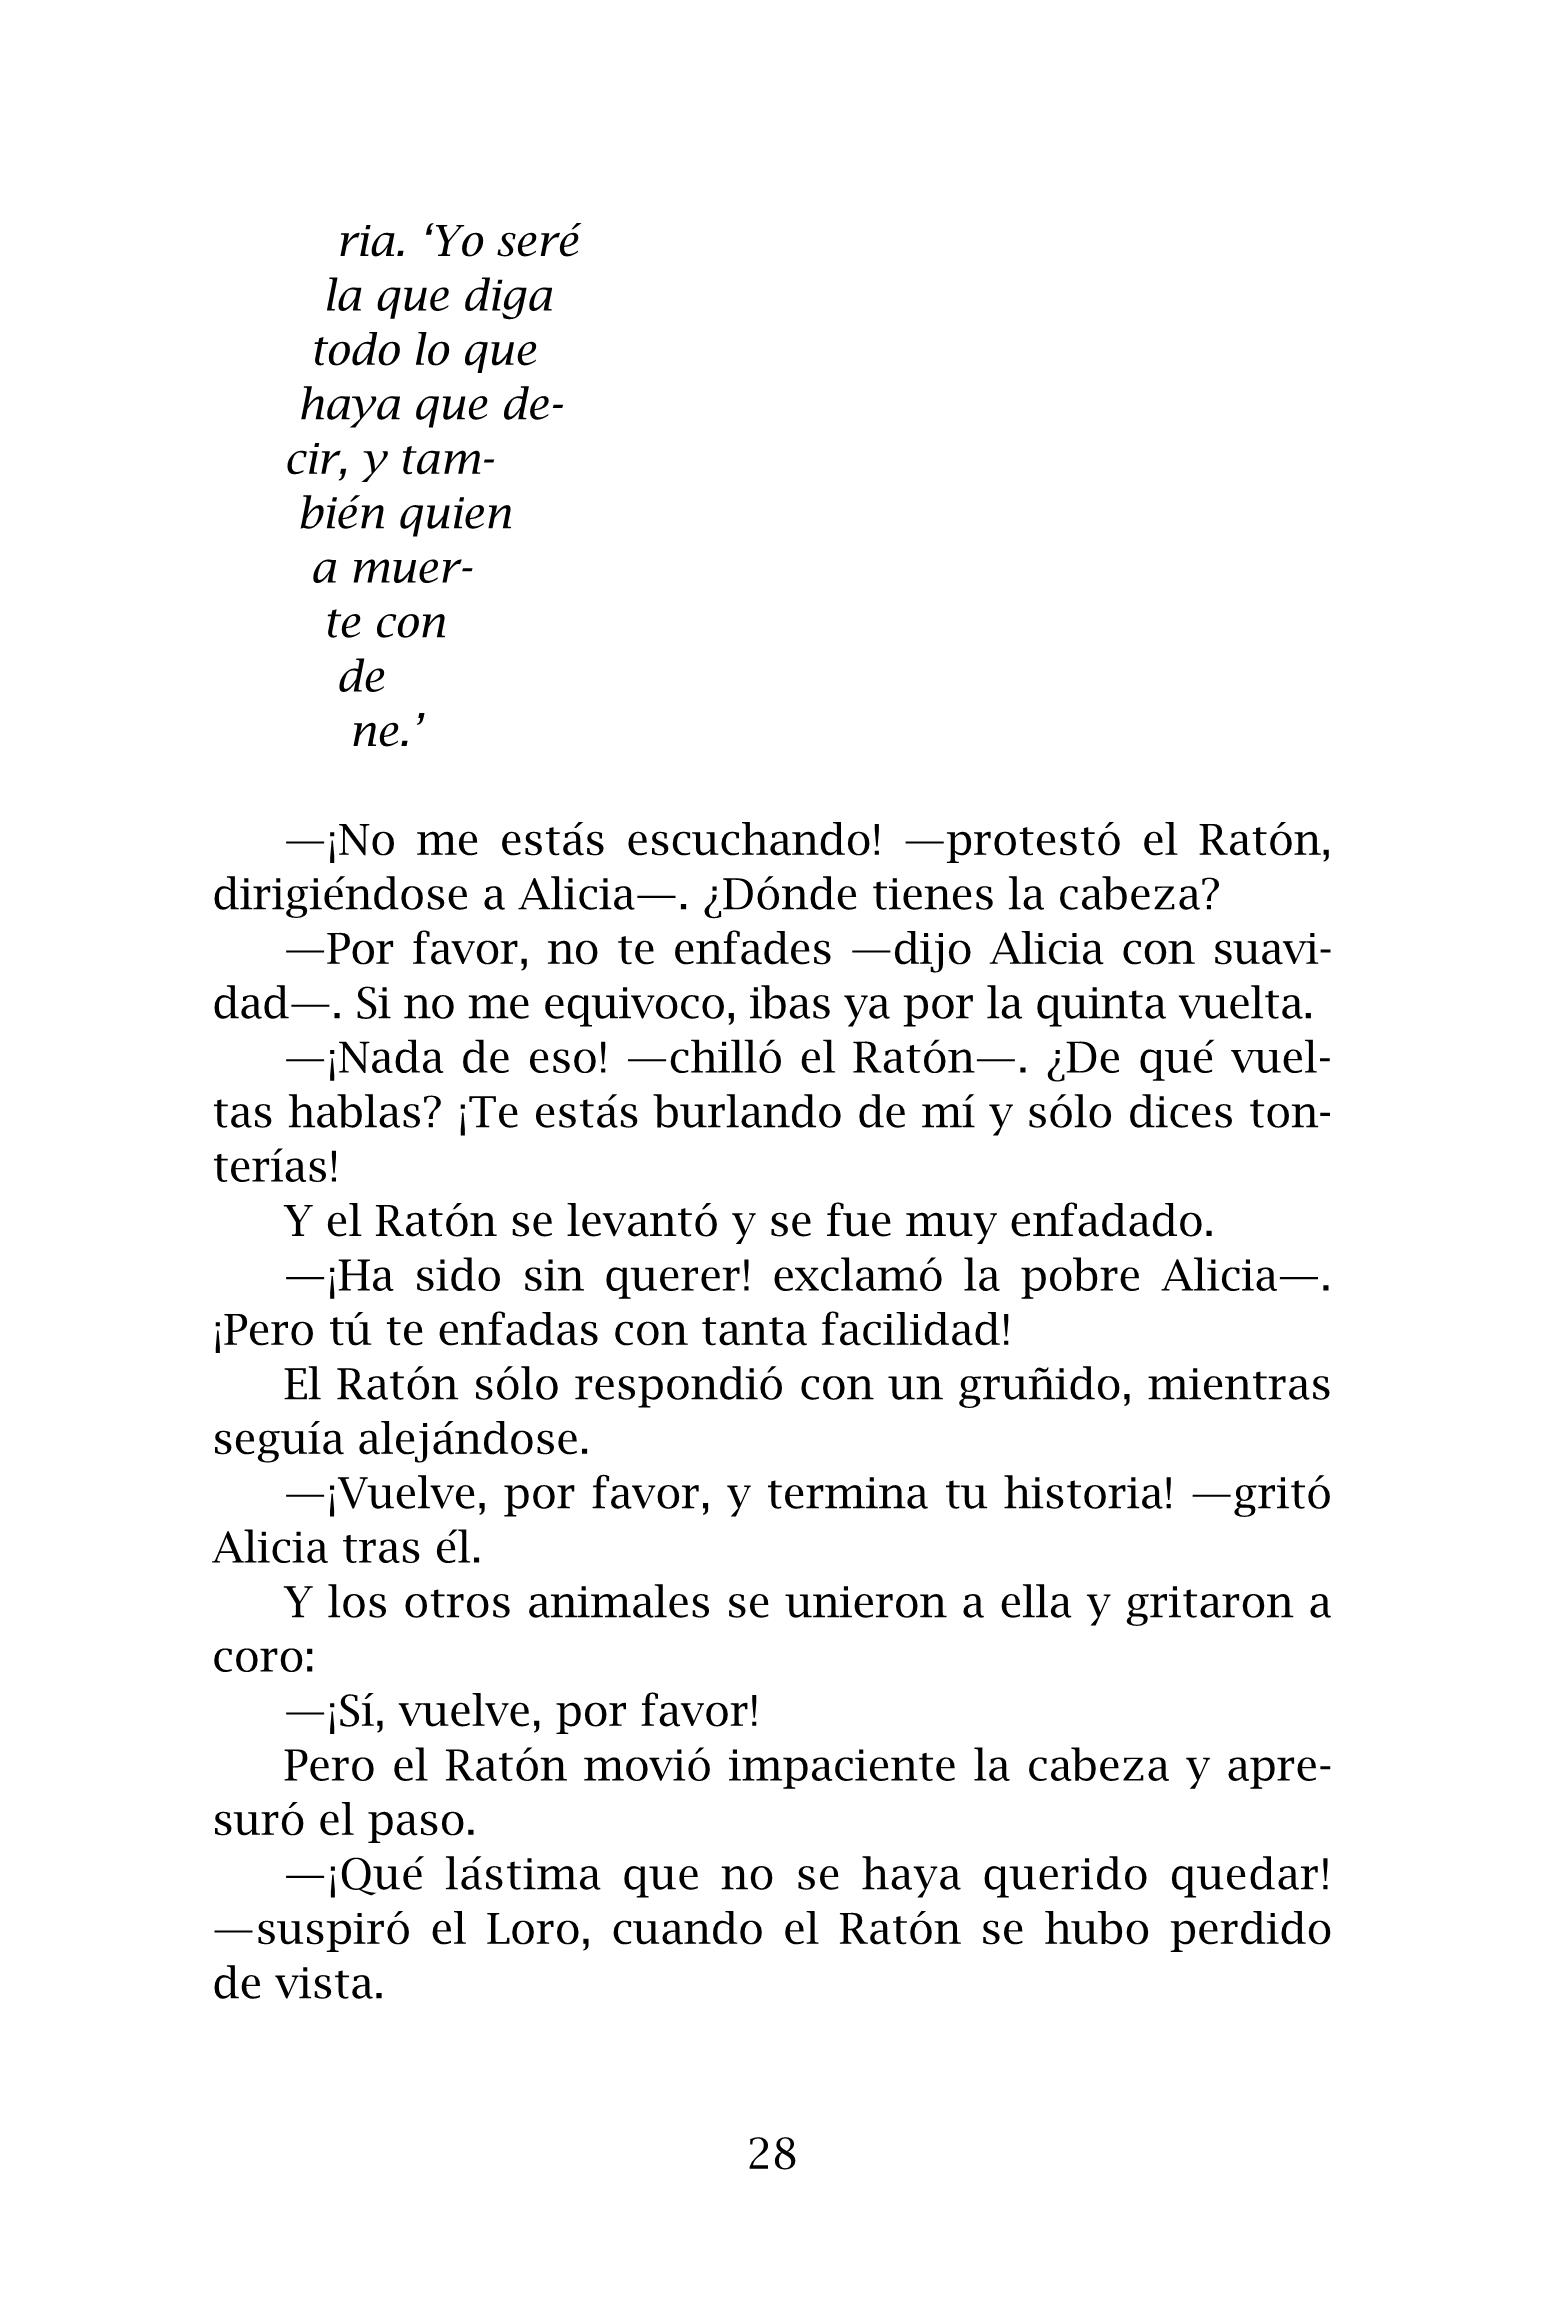 ria. ‘Yo seré
la que diga
todo lo que
haya que de-
cir, y tam-
bién quien
a muer-
te con
de
ne.’
—¡No me estás escuchando! —protestó el Ratón,
dirigiéndose a Alicia—. ¿Dónde tienes la cabeza?
—Por favor, no te enfades —dijo Alicia con suavi-
dad—. Si no me equivoco, ibas ya por la quinta vuelta.
—¡Nada de eso! —chilló el Ratón—. ¿De qué vuel-
tas hablas? ¡Te estás burlando de mí y sólo dices ton-
terías!
Y el Ratón se levantó y se fue muy enfadado.
—¡Ha sido sin querer! exclamó la pobre Alicia—.
¡Pero tú te enfadas con tanta facilidad!
El Ratón sólo respondió con un gruñido, mientras
seguía alejándose.
—¡Vuelve, por favor, y termina tu historia! —gritó
Alicia tras él.
Y los otros animales se unieron a ella y gritaron a
coro:
—¡Sí, vuelve, por favor!
Pero el Ratón movió impaciente la cabeza y apre-
suró el paso.
—¡Qué lástima que no se haya querido quedar!
—suspiró el Loro, cuando el Ratón se hubo perdido
de vista.
28